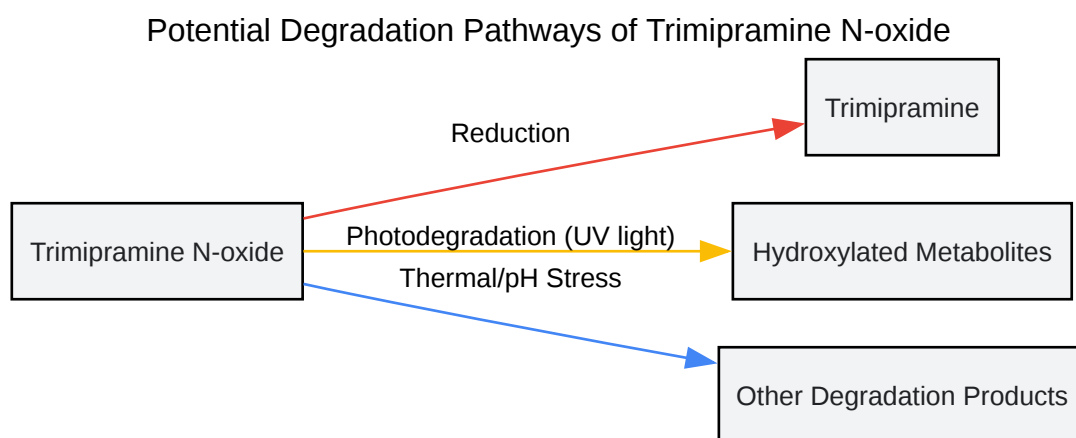 Potential Degradation Pathways of Trimipramine N-oxide
Trimipramine
Reduction
Trimipramine N-oxide
Photodegradation (UV light)
Hydroxylated Metabolites
Thermal/pH Stress
Other Degradation Products